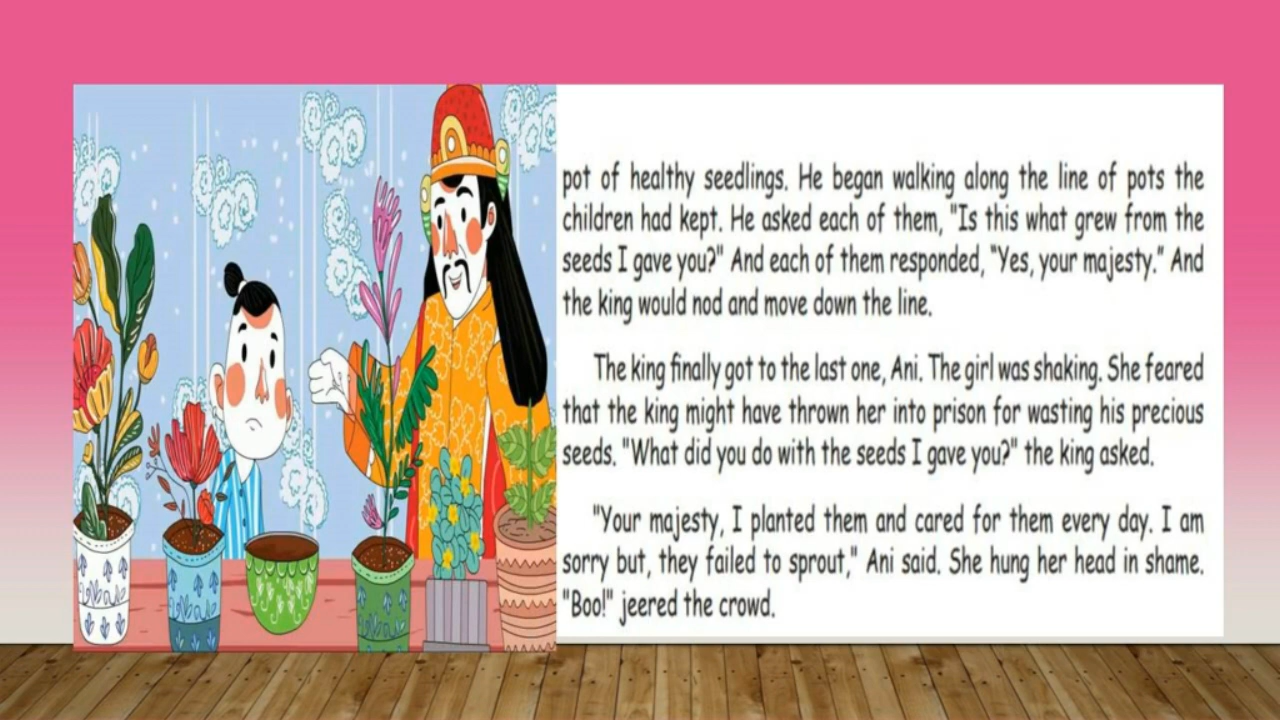 pot of healthy seedlings. He began walking along the line of pots the
children had kept. He asked each of them, "Is this what grew from the
seeds I gave you?" And each of them responded, "Yes, your majesty." And
the king would nod and move down the line.
The king finally got to the last one, Ani. The girl was shaking. She feared
that the king might have thrown her into prison for wasting his precious
seeds. "What did you do with the seeds I gave you?" the king asked.
"Your majesty, I planted them and cared for them every day. I am
sorry but, they failed to sprout," Ani said. She hung her head in shame.
"Boo!" jeered the crowd.